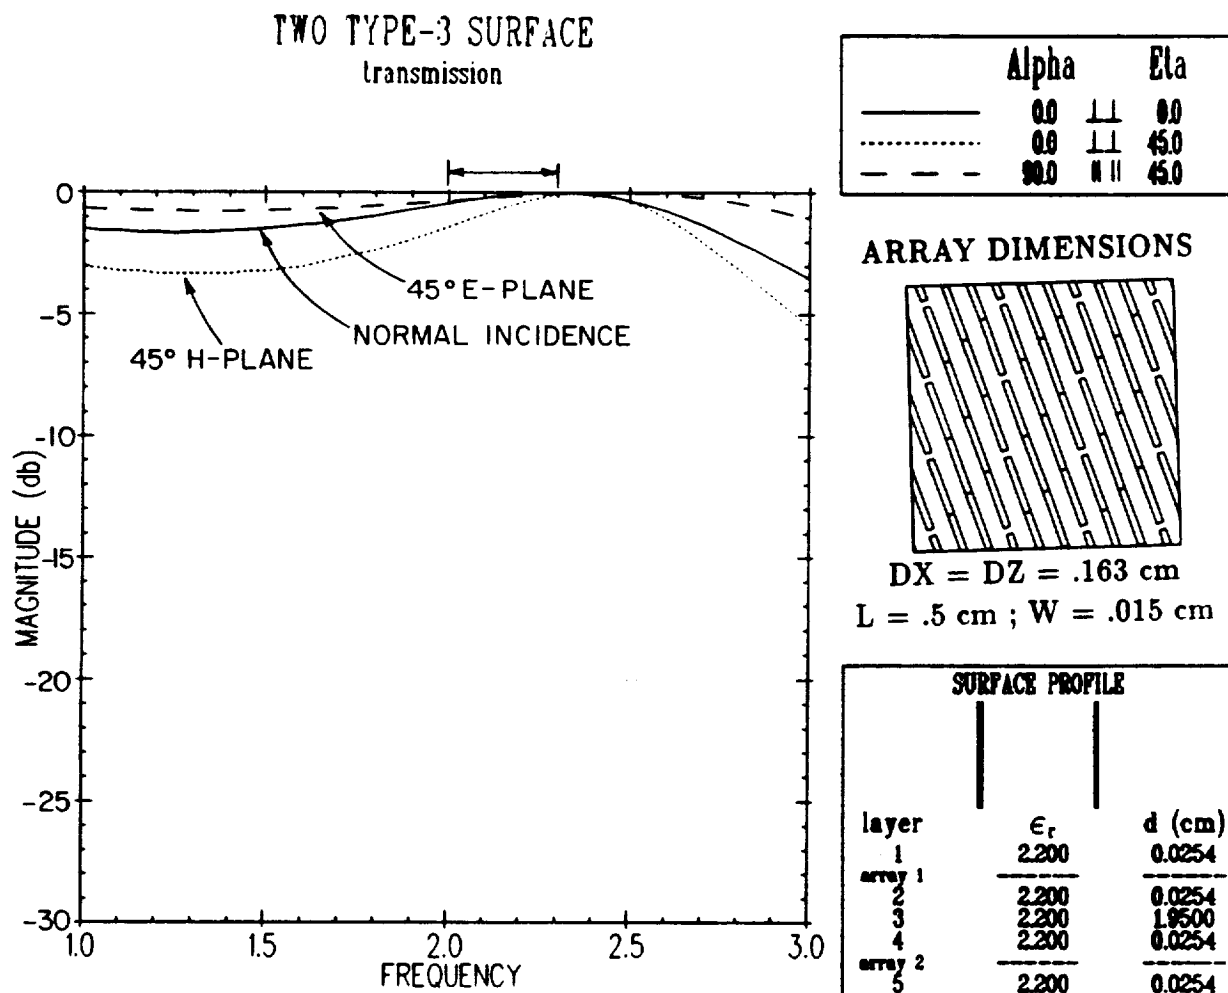 TWO TYPE-3 SURFACE
transmission
Alpha Eta
0.0 ⊥⊥ 0.0
0.0 ⊥⊥ 45.0
90.0 || || 45.0
0
-5
-10
-15
-20
-25
-30
MAGNITUDE (db)
45° E-PLANE
NORMAL INCIDENCE
45° H-PLANE
1.0 1.5 2.0 2.5 3.0
FREQUENCY
ARRAY DIMENSIONS
DX = DZ = .163 cm
L = .5 cm ; W = .015 cm
SURFACE PROFILE
layer ϵr d (cm)
1 2.200 0.0254
array 1
2 2.200 0.0254
3 2.200 1.9500
4 2.200 0.0254
array 2
5 2.200 0.0254